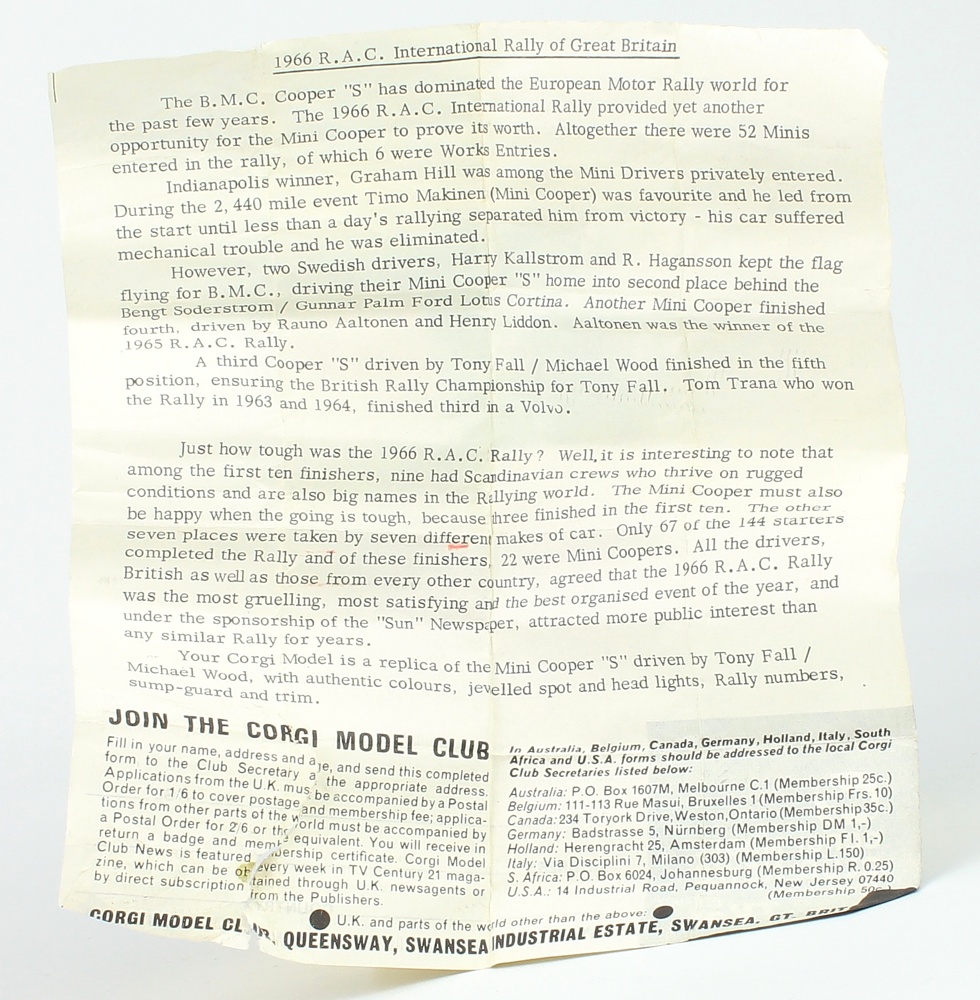 1966 R.A.C. International Rally of Great Britain
The B.M.C. Cooper "S" has dominated the European Motor Rally world for
the past few years. The 1966 R.A.C. International Rally provided yet another
opportunity for the Mini Cooper to prove its worth. Altogether there were 52 Minis
entered in the rally, of which 6 were Works Entries.
Indianapolis winner, Graham Hill was among the Mini Drivers privately entered.
During the 2,440 mile event Timo Makinen (Mini Cooper) was favourite and he led from
the start until less than a day's rallying separated him from victory - his car suffered
mechanical trouble and he was eliminated.
However, two Swedish drivers, Harry Kallstrom and R. Hagansson kept the flag
flying for B.M.C., driving their Mini Cooper "S" home into second place behind the
Bengt Soderstrom / Gunnar Palm Ford Lotus Cortina. Another Mini Cooper finished
fourth, driven by Rauno Aaltonen and Henry Liddon. Aaltonen was the winner of the
1965 R.A.C. Rally.
A third Cooper "S" driven by Tony Fall / Michael Wood finished in the fifth
position, ensuring the British Rally Championship for Tony Fall. Tom Trana who won
the Rally in 1963 and 1964, finished third in a Volvo.
Just how tough was the 1966 R.A.C. Rally? Well, it is interesting to note that
among the first ten finishers, nine had Scandinavian crews who thrive on rugged
conditions and are also big names in the Rallying world. The Mini Cooper must also
be happy when the going is tough, because three finished in the first ten. The other
seven places were taken by seven different makes of car. Only 67 of the 144 starters
completed the Rally and of these finishers, 22 were Mini Coopers. All the drivers,
British as well as those from every other country, agreed that the 1966 R.A.C. Rally
was the most gruelling, most satisfying and the best organised event of the year, and
under the sponsorship of the "Sun" Newspaper, attracted more public interest than
any similar Rally for years.
Your Corgi Model is a replica of the Mini Cooper "S" driven by Tony Fall /
Michael Wood, with authentic colours, jewelled spot and head lights, Rally numbers,
sump-guard and trim.
JOIN THE CORGI MODEL CLUB
Fill in your name, address and age, and send this completed
form to the Club Secretary at the appropriate address.
Applications from the U.K. must be accompanied by a Postal
Order for 1/6 to cover postage and membership fee; applica-
tions from other parts of the world must be accompanied by
a Postal Order for 2/6 or the equivalent. You will receive in
return a badge and membership certificate. Corgi Model
Club News is featured every week in TV Century 21 maga-
zine, which can be obtained through U.K. newsagents or
by direct subscription from the Publishers.
In Australia, Belgium, Canada, Germany, Holland, Italy, South
Africa and U.S.A. forms should be addressed to the local Corgi
Club Secretaries listed below:
Australia: P.O. Box 1607M, Melbourne C.1 (Membership 25c.)
Belgium: 111-113 Rue Masui, Bruxelles 1 (Membership Frs. 10)
Canada: 234 Toryork Drive, Weston, Ontario (Membership 35c.)
Germany: Badstrasse 5, Nürnberg (Membership DM 1,-)
Holland: Herengracht 25, Amsterdam (Membership Fl. 1,-)
Italy: Via Disciplini 7, Milano (303) (Membership L.150)
S. Africa: P.O. Box 6024, Johannesburg (Membership R. 0.25)
U.S.A.: 14 Industrial Road, Pequannock, New Jersey 07440
(Membership 50c.)
U.K. and parts of the world other than the above:
CORGI MODEL CLUB, QUEENSWAY, SWANSEA INDUSTRIAL ESTATE, SWANSEA. GT. BRIT